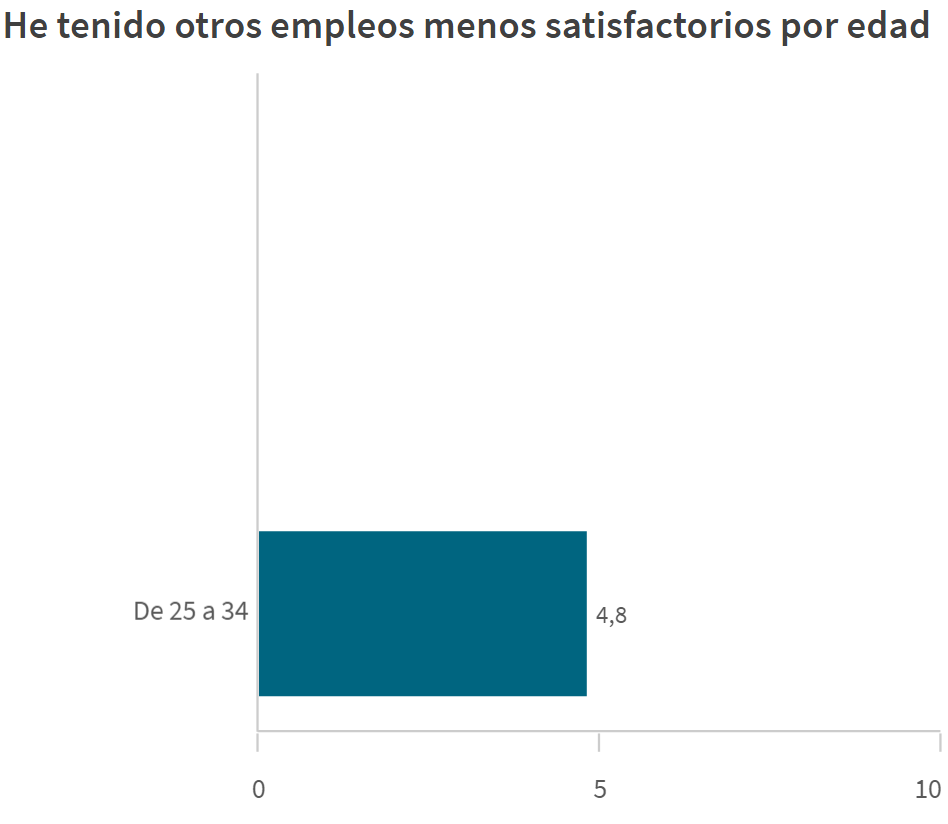 He tenido otros empleos menos satisfactorios por edad
De 25 a 34
4,8
0
5
10